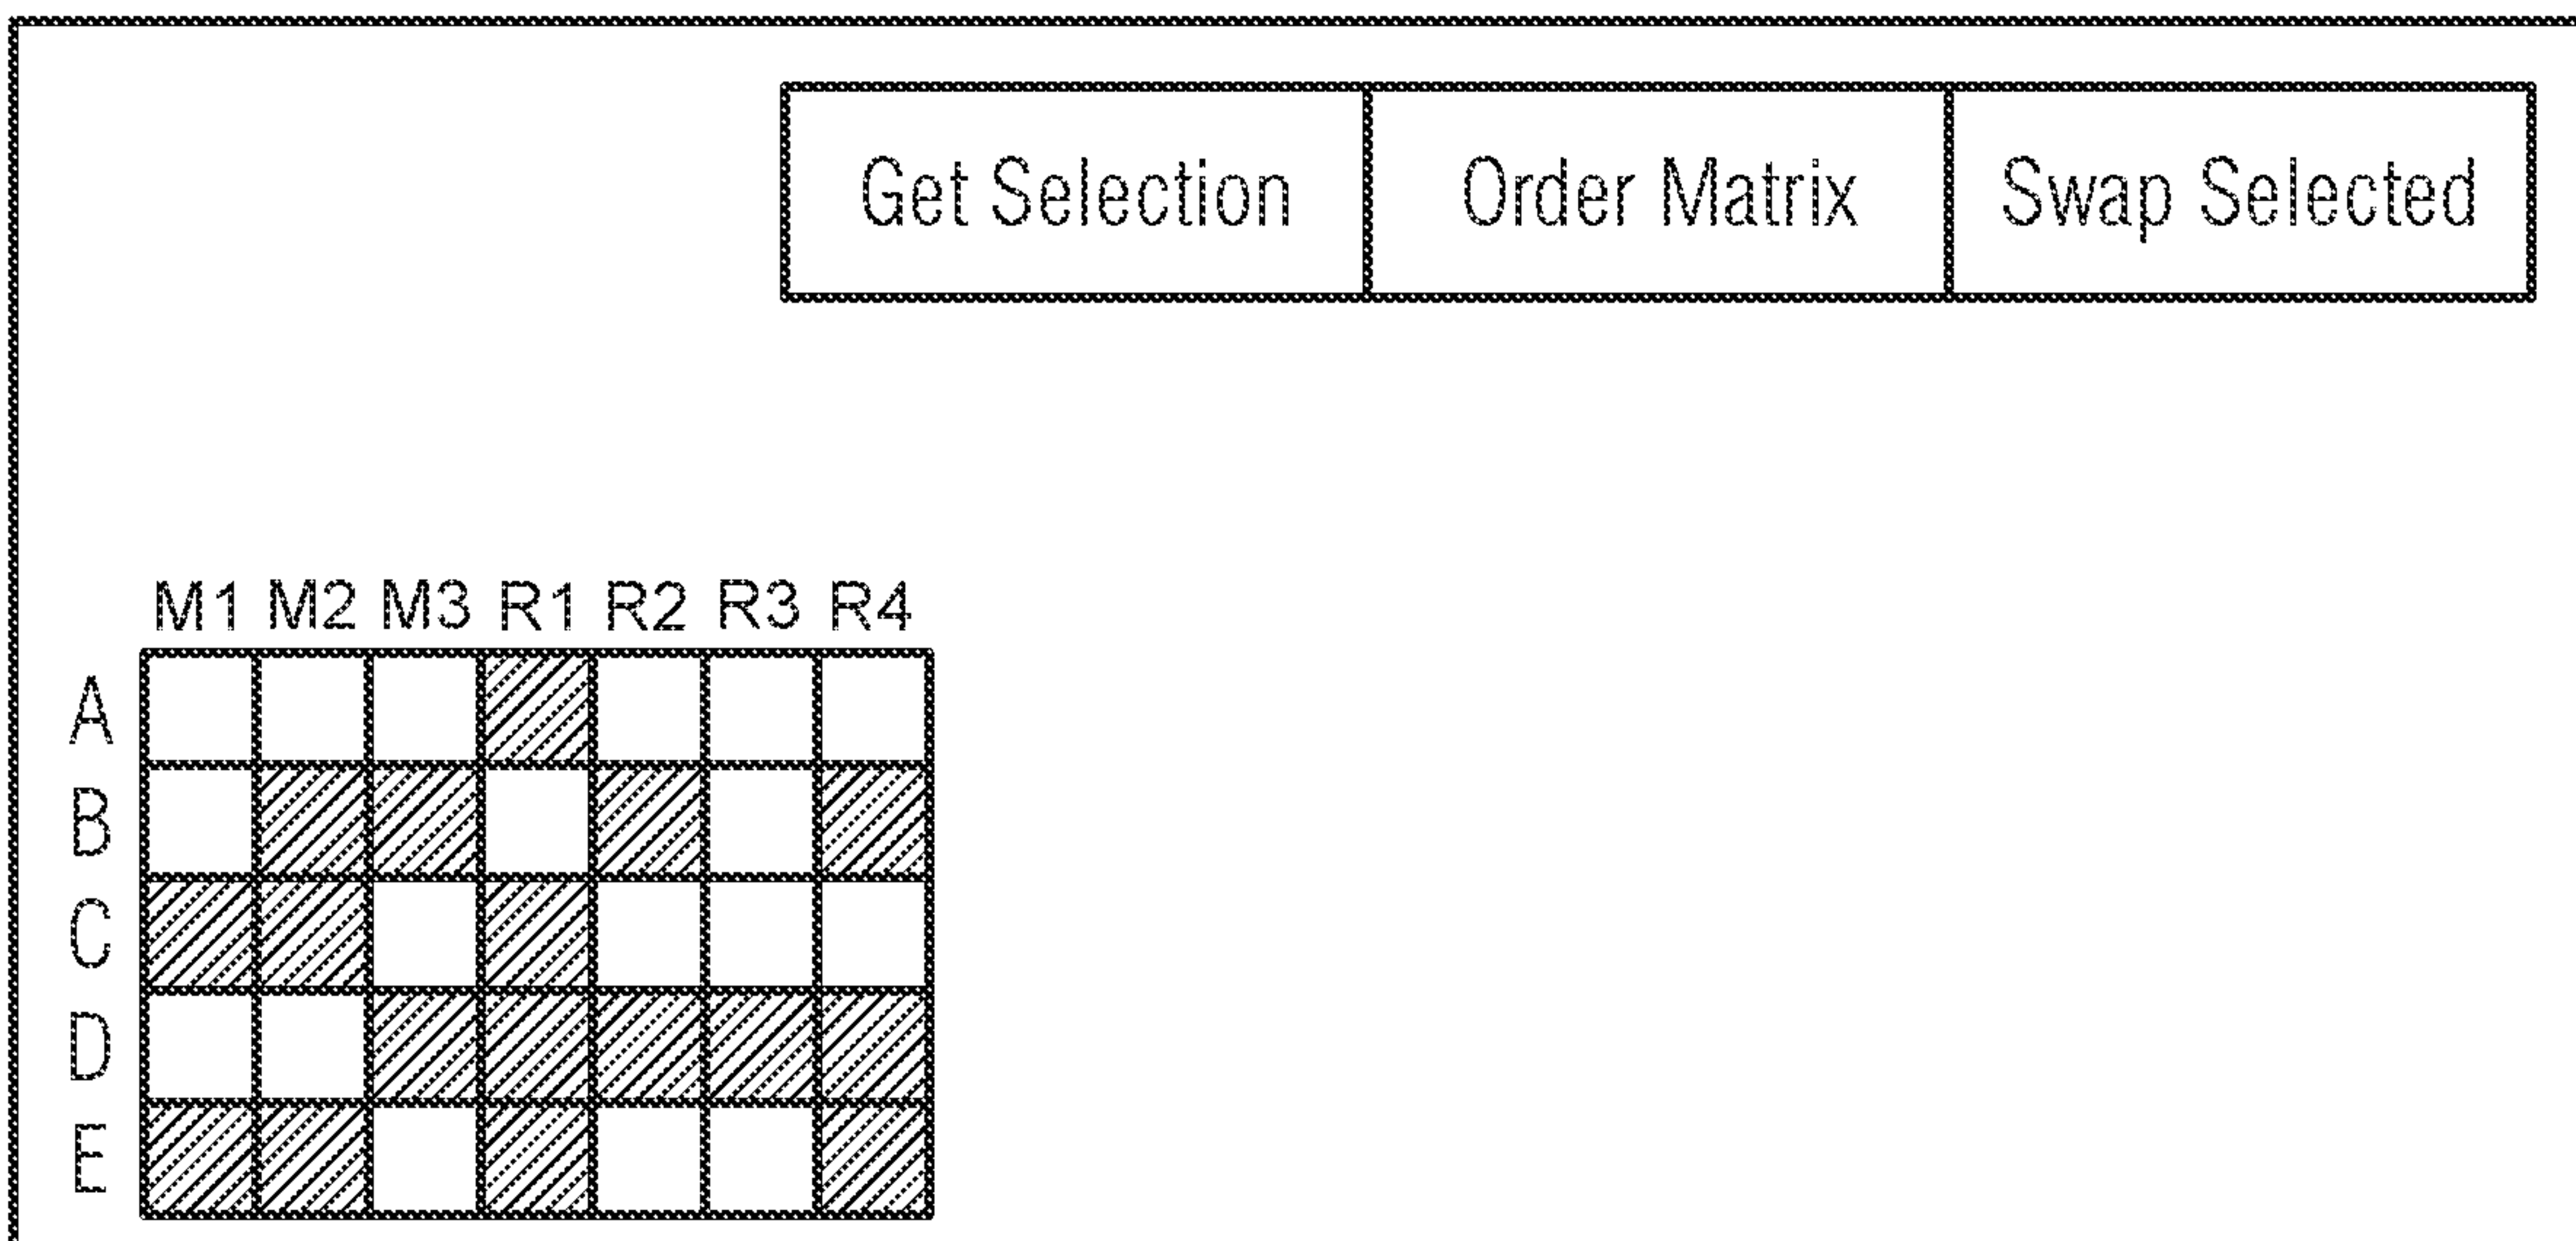 Get Selection Order Matrix Swap Selected
M1 M2 M3 R1 R2 R3 R4
A
B
C
D
E